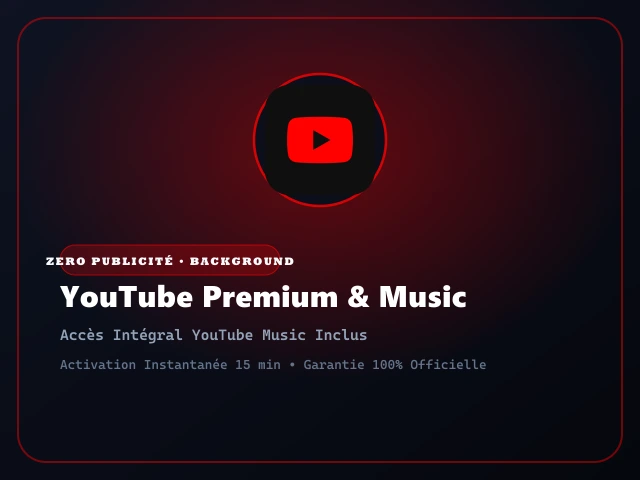 ZERO PUBLICITÉ • BACKGROUND
YouTube Premium & Music
Accès Intégral YouTube Music Inclus
Activation Instantanée 15 min • Garantie 100% Officielle